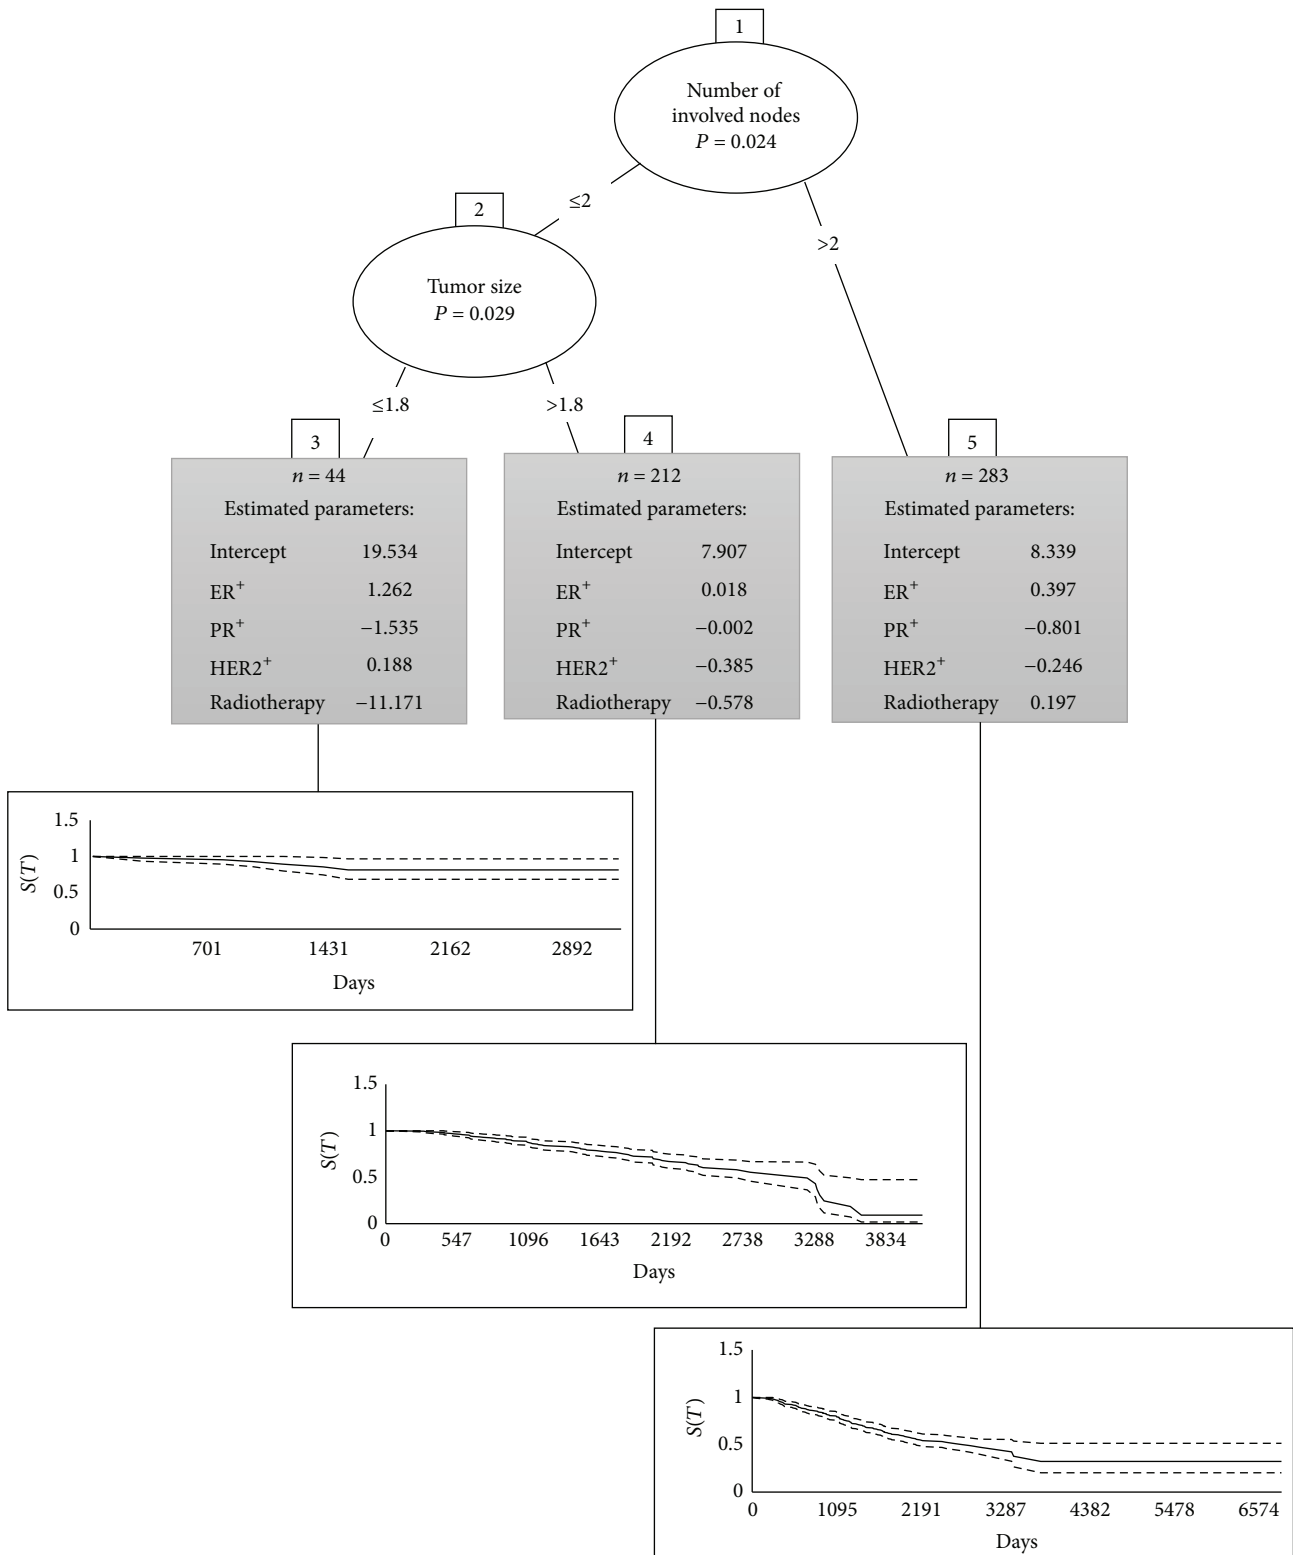 1
Number of
involved nodes
P = 0.024
≤2
>2
2
Tumor size
P = 0.029
≤1.8
>1.8
3
n = 44
Estimated parameters:
Intercept 19.534
ER+ 1.262
PR+ −1.535
HER2+ 0.188
Radiotherapy −11.171
4
n = 212
Estimated parameters:
Intercept 7.907
ER+ 0.018
PR+ −0.002
HER2+ −0.385
Radiotherapy −0.578
5
n = 283
Estimated parameters:
Intercept 8.339
ER+ 0.397
PR+ −0.801
HER2+ −0.246
Radiotherapy 0.197
S(T)
1.5
1
0.5
0
701 1431 2162 2892
Days
S(T)
1.5
1
0.5
0
0 547 1096 1643 2192 2738 3288 3834
Days
S(T)
1.5
1
0.5
0
0 1095 2191 3287 4382 5478 6574
Days